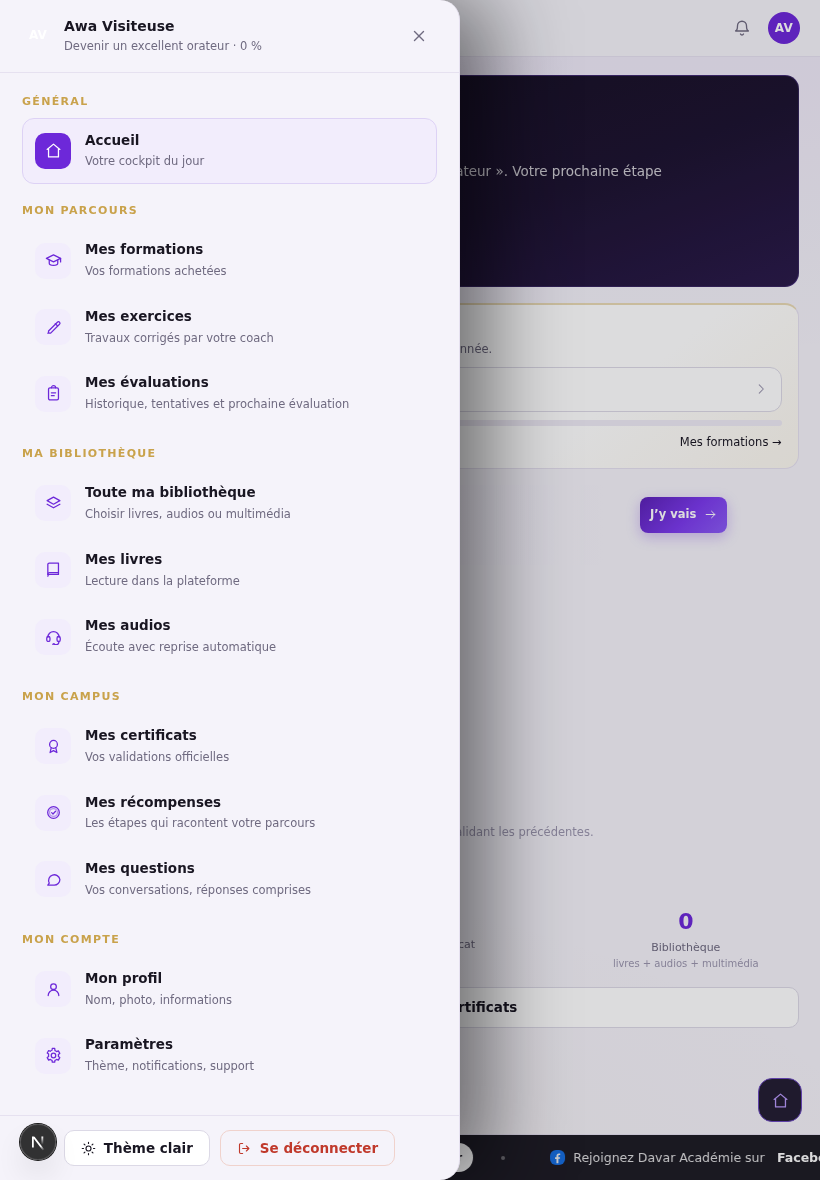 AV
Awa Visiteuse
Devenir un excellent orateur · 0 %
GÉNÉRAL
Accueil
Votre cockpit du jour
MON PARCOURS
Mes formations
Vos formations achetées
Mes exercices
Travaux corrigés par votre coach
Mes évaluations
Historique, tentatives et prochaine évaluation
MA BIBLIOTHÈQUE
Toute ma bibliothèque
Choisir livres, audios ou multimédia
Mes livres
Lecture dans la plateforme
Mes audios
Écoute avec reprise automatique
MON CAMPUS
Mes certificats
Vos validations officielles
Mes récompenses
Les étapes qui racontent votre parcours
Mes questions
Vos conversations, réponses comprises
MON COMPTE
Mon profil
Nom, photo, informations
Paramètres
Thème, notifications, support
N
Thème clair
Se déconnecter
AV
ateur ». Votre prochaine étape
nnée.
Mes formations →
J’y vais →
alidant les précédentes.
cat
0
Bibliothèque
livres + audios + multimédia
rtificats
• Rejoignez Davar Académie sur Facebo